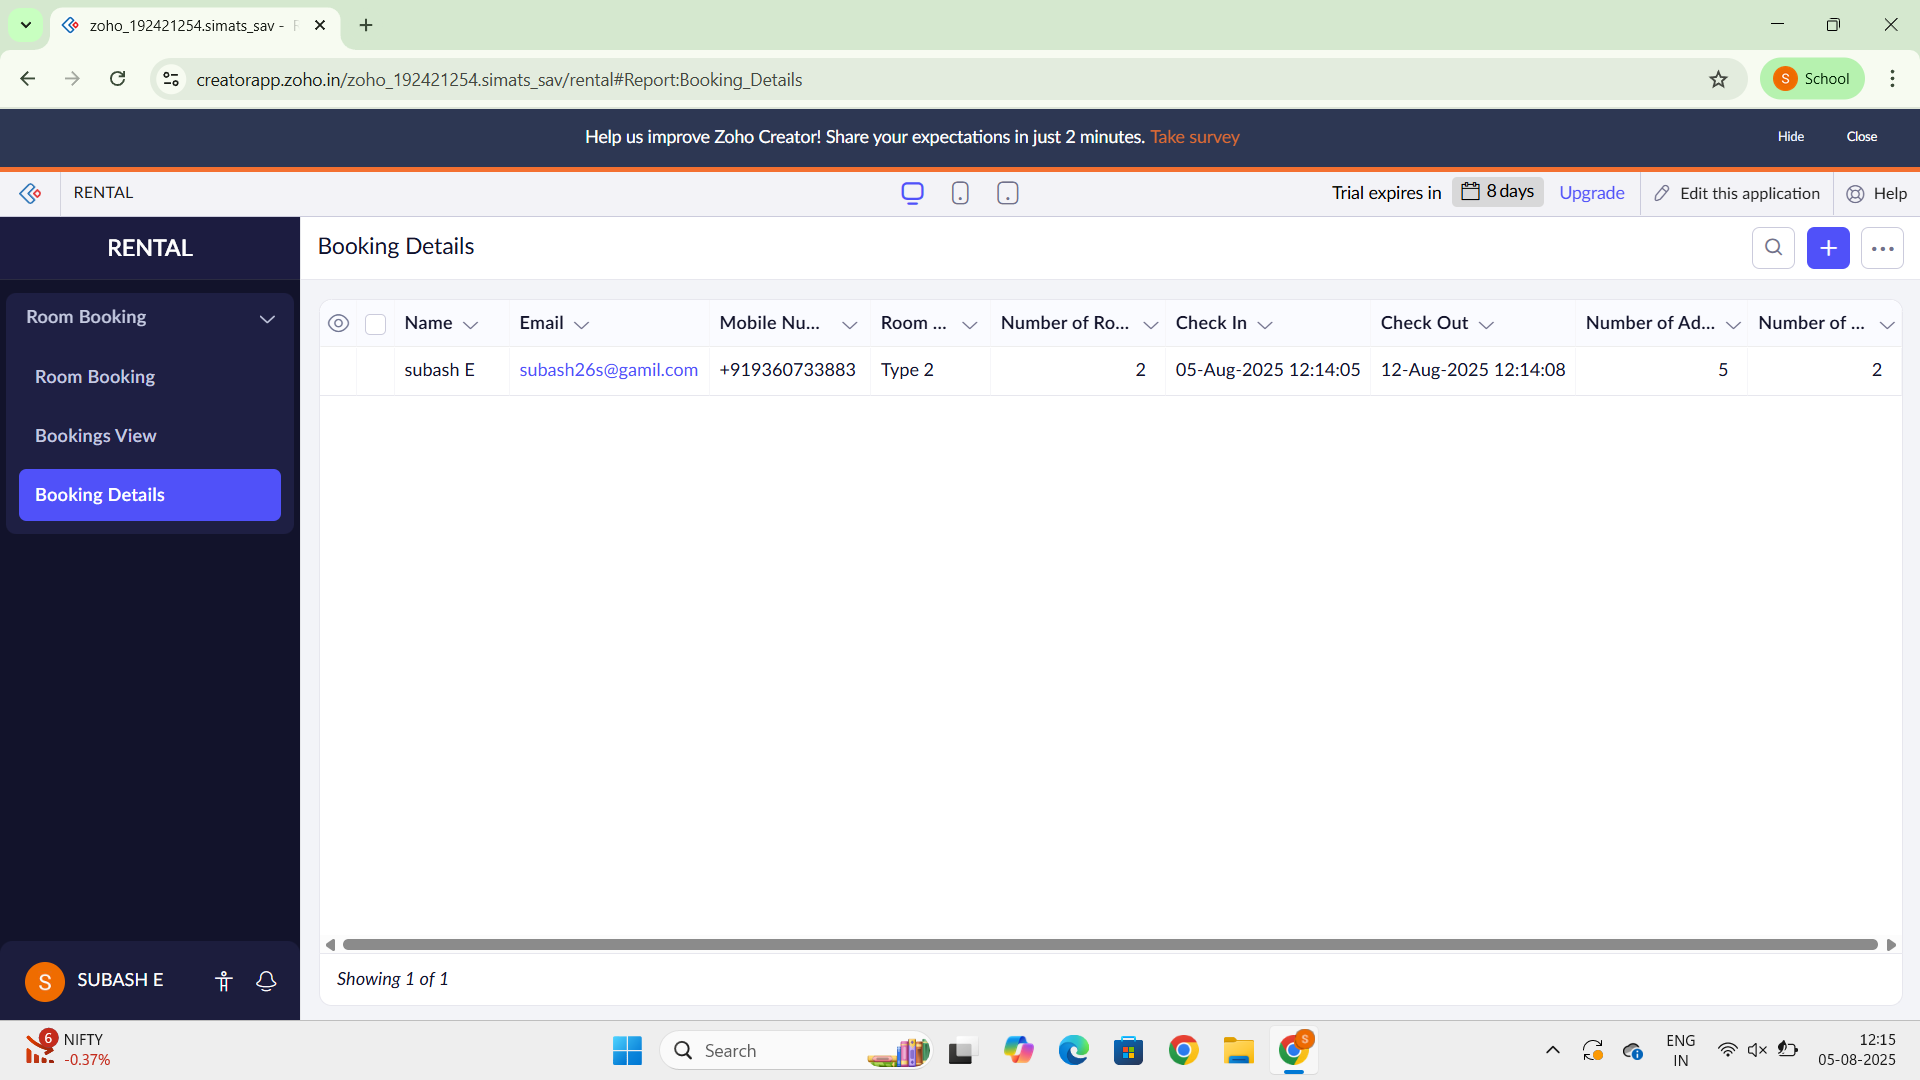 zoho_192421254.simats_sav -
creatorapp.zoho.in/zoho_192421254.simats_sav/rental#Report:Booking_Details
S School
Help us improve Zoho Creator! Share your expectations in just 2 minutes. Take survey
Hide Close
RENTAL
Trial expires in 8 days Upgrade Edit this application Help
RENTAL
Booking Details
Room Booking
Room Booking
Bookings View
Booking Details
Name Email Mobile Nu... Room ... Number of Ro... Check In Check Out Number of Ad... Number of ...
subash E subash26s@gamil.com +919360733883 Type 2 2 05-Aug-2025 12:14:05 12-Aug-2025 12:14:08 5 2
Showing 1 of 1
S SUBASH E
6 NIFTY
-0.37%
Search
S
ENG
IN
12:15
05-08-2025